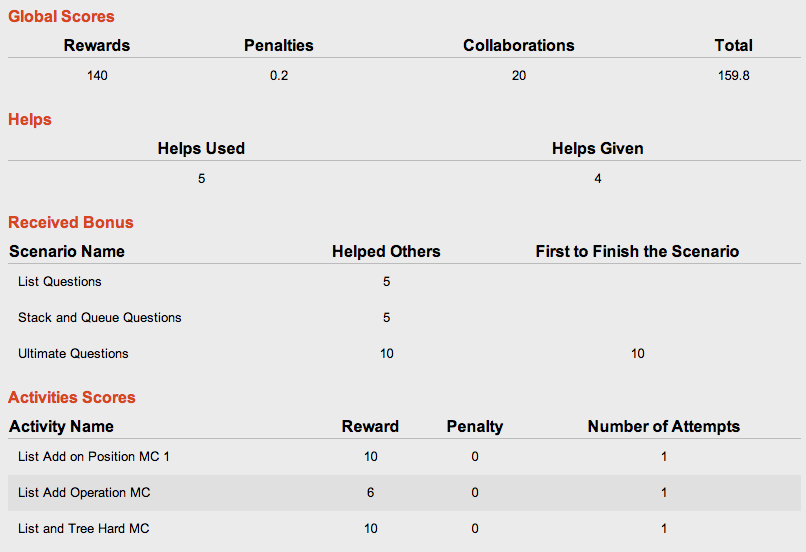 Global Scores
Rewards Penalties Collaborations Total
140 0.2 20 159.8
Helps
Helps Used Helps Given
5 4
Received Bonus
Scenario Name Helped Others First to Finish the Scenario
List Questions 5
Stack and Queue Questions 5
Ultimate Questions 10 10
Activities Scores
Activity Name Reward Penalty Number of Attempts
List Add on Position MC 1 10 0 1
List Add Operation MC 6 0 1
List and Tree Hard MC 10 0 1